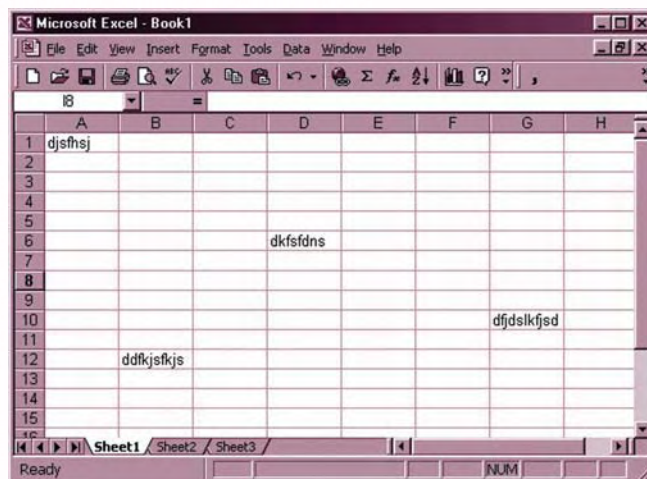 Microsoft Excel - Book1
File Edit View Insert Format Tools Data Window Help
I8 =
A B C D E F G H
1 djsfhsj
2
3
4
5
6 dkfsfdns
7
8
9
10 dfjdslkfjsd
11
12 ddfkjsfkjs
13
14
15
16
Sheet1 Sheet2 Sheet3
Ready NUM